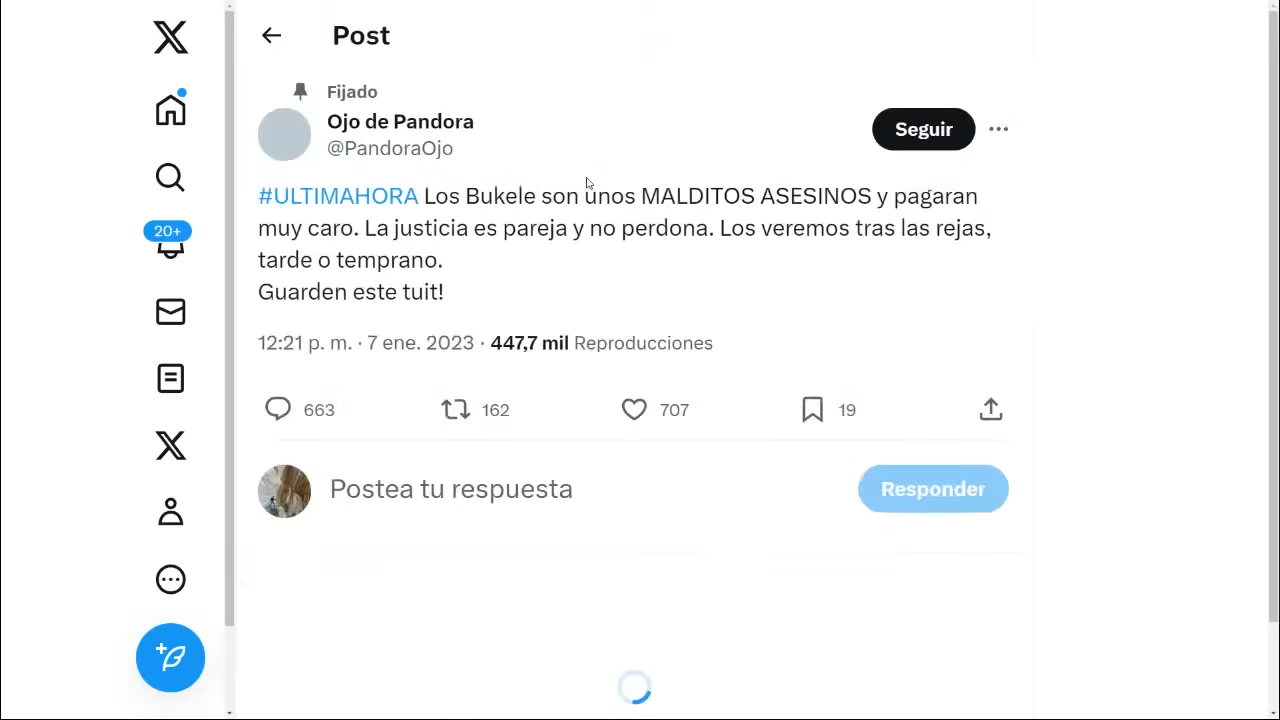 Post
Fijado
Ojo de Pandora
@PandoraOjo
Seguir
#ULTIMAHORA Los Bukele son unos MALDITOS ASESINOS y pagaran
muy caro. La justicia es pareja y no perdona. Los veremos tras las rejas,
tarde o temprano.
Guarden este tuit!
12:21 p. m. · 7 ene. 2023 · 447,7 mil Reproducciones
663 162 707 19
Postea tu respuesta
Responder
20+